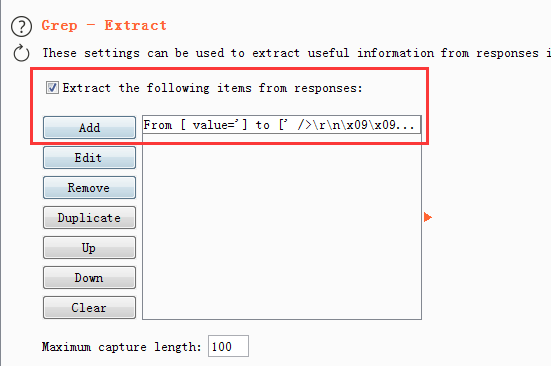 Grep - Extract
These settings can be used to extract useful information from responses i
Extract the following items from responses:
Add
From [ value='] to [' />\r\n\x09\x09...
Edit
Remove
Duplicate
Up
Down
Clear
Maximum capture length: 100